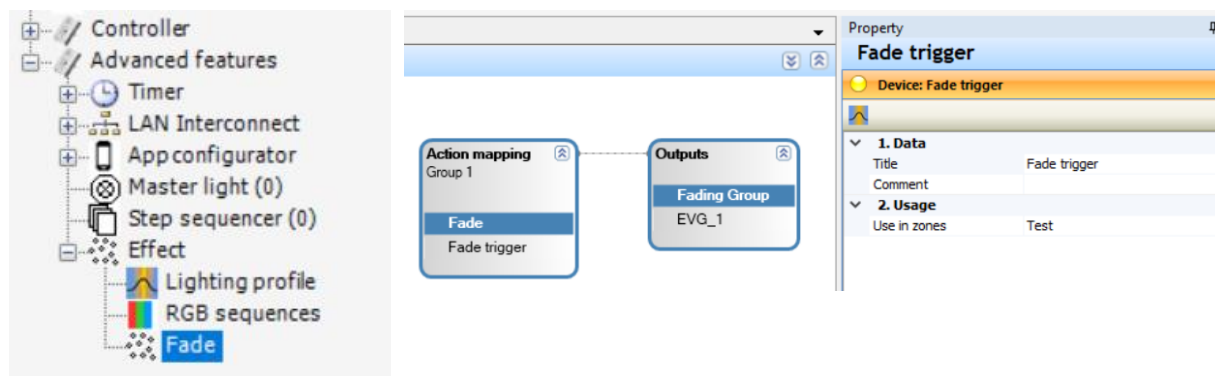 Controller
Advanced features
Timer
LAN Interconnect
App configurator
Master light (0)
Step sequencer (0)
Effect
Lighting profile
RGB sequences
Fade
Action mapping
Group 1
Fade
Fade trigger
Outputs
Fading Group
EVG_1
Property
Fade trigger
Device: Fade trigger
1. Data
Title Fade trigger
Comment
2. Usage
Use in zones Test